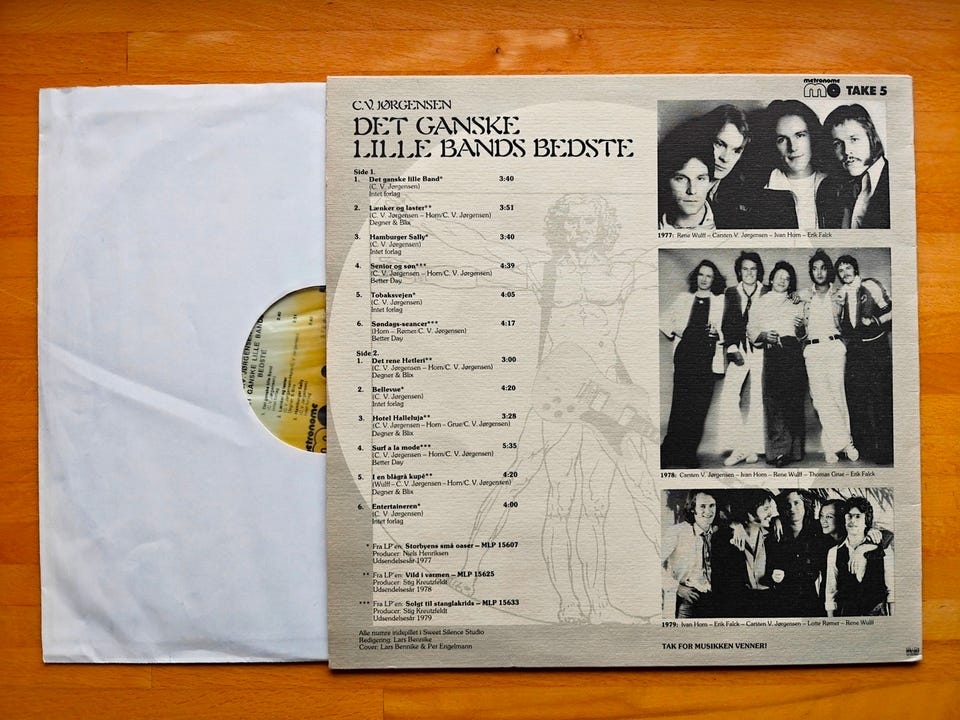 metronome
TAKE 5
C.V. JØRGENSEN
DET GANSKE
LILLE BANDS BEDSTE
Side 1.
1. Det ganske lille Band* 3:40
(C. V. Jørgensen)
Intet forlag
2. Lænker og laster** 3:51
(C. V. Jørgensen – Horn/C. V. Jørgensen)
Degner & Blix
3. Hamburger Sally* 3:40
(C. V. Jørgensen)
Intet forlag
4. Senior og søn*** 4:39
(C. V. Jørgensen – Horn/C. V. Jørgensen)
Better Day
5. Tobaksvejen* 4:05
(C. V. Jørgensen)
Intet forlag
6. Søndags-seancer*** 4:17
(Horn – Rømer/C. V. Jørgensen)
Better Day
Side 2.
1. Det rene Hetleri** 3:00
(C. V. Jørgensen – Horn/C. V. Jørgensen)
Degner & Blix
2. Bellevue* 4:20
(C. V. Jørgensen)
Intet forlag
3. Hotel Halleluja** 3:28
(C. V. Jørgensen – Horn – Grue/C. V. Jørgensen)
Degner & Blix
4. Surf a la mode*** 5:35
(C. V. Jørgensen – Horn/C. V. Jørgensen)
Better Day
5. I en blågrå kupé** 4:20
(Wulff – C. V. Jørgensen – Horn/C. V. Jørgensen)
Degner & Blix
6. Entertaineren* 4:00
(C. V. Jørgensen)
Intet forlag
* Fra LP'en: Storbyens små oaser – MLP 15607
Producer: Niels Henriksen
Udsendelsesår 1977
** Fra LP'en: Vild i varmen – MLP 15625
Producer: Stig Kreutzfeldt
Udsendelsesår 1978
*** Fra LP'en: Solgt til stanglakrids – MLP 15633
Producer: Stig Kreutzfeldt
Udsendelsesår 1979
Alle numre indspillet i Sweet Silence Studio
Redigering: Lars Bennike
Cover: Lars Bennike & Per Engelmann
1977: Rene Wulff – Carsten V. Jørgensen – Ivan Horn – Erik Falck
1978: Carsten V. Jørgensen – Ivan Horn – Rene Wulff – Thomas Grue – Erik Falck
1979: Ivan Horn – Erik Falck – Carsten V. Jørgensen – Lotte Rømer – Rene Wulff
TAK FOR MUSIKKEN VENNER!
JØRGENSEN
GANSKE LILLE BAND
BEDSTE